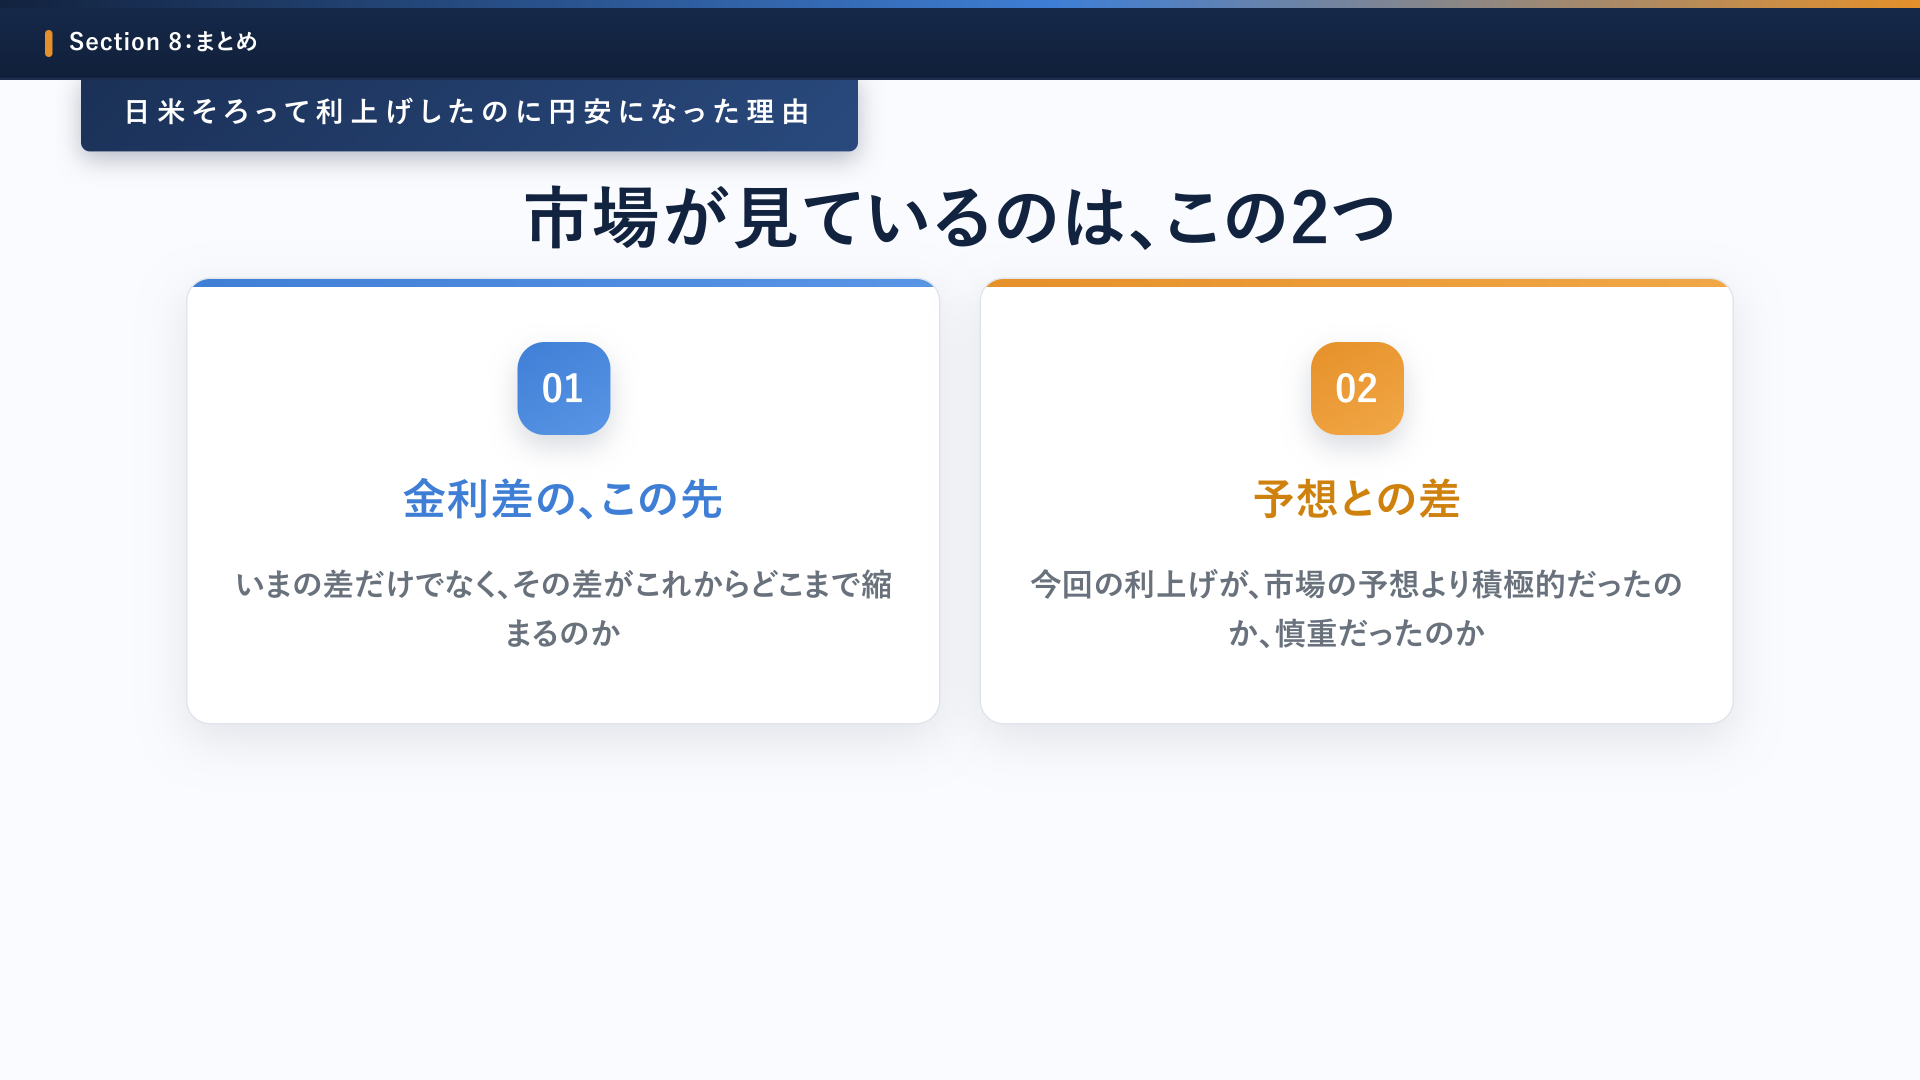 Section 8：まとめ
日米そろって利上げしたのに円安になった理由
市場が見ているのは、この2つ
01
金利差の、この先
いまの差だけでなく、その差がこれからどこまで縮
まるのか
02
予想との差
今回の利上げが、市場の予想より積極的だったの
か、慎重だったのか